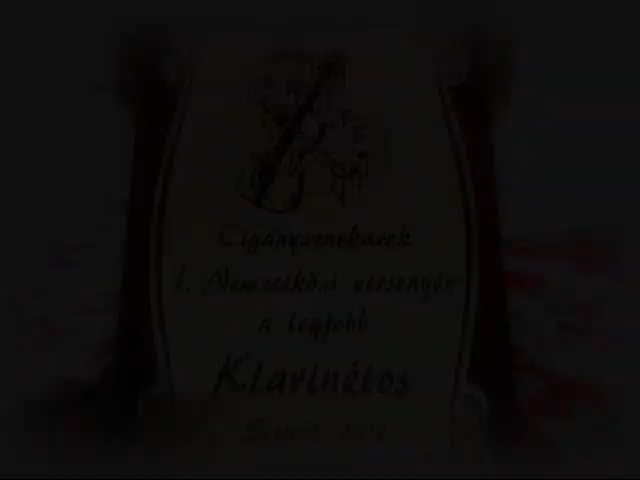 Cigányzenekarok
I. Nemzetközi versenyén
a legjobb
Klarinétos